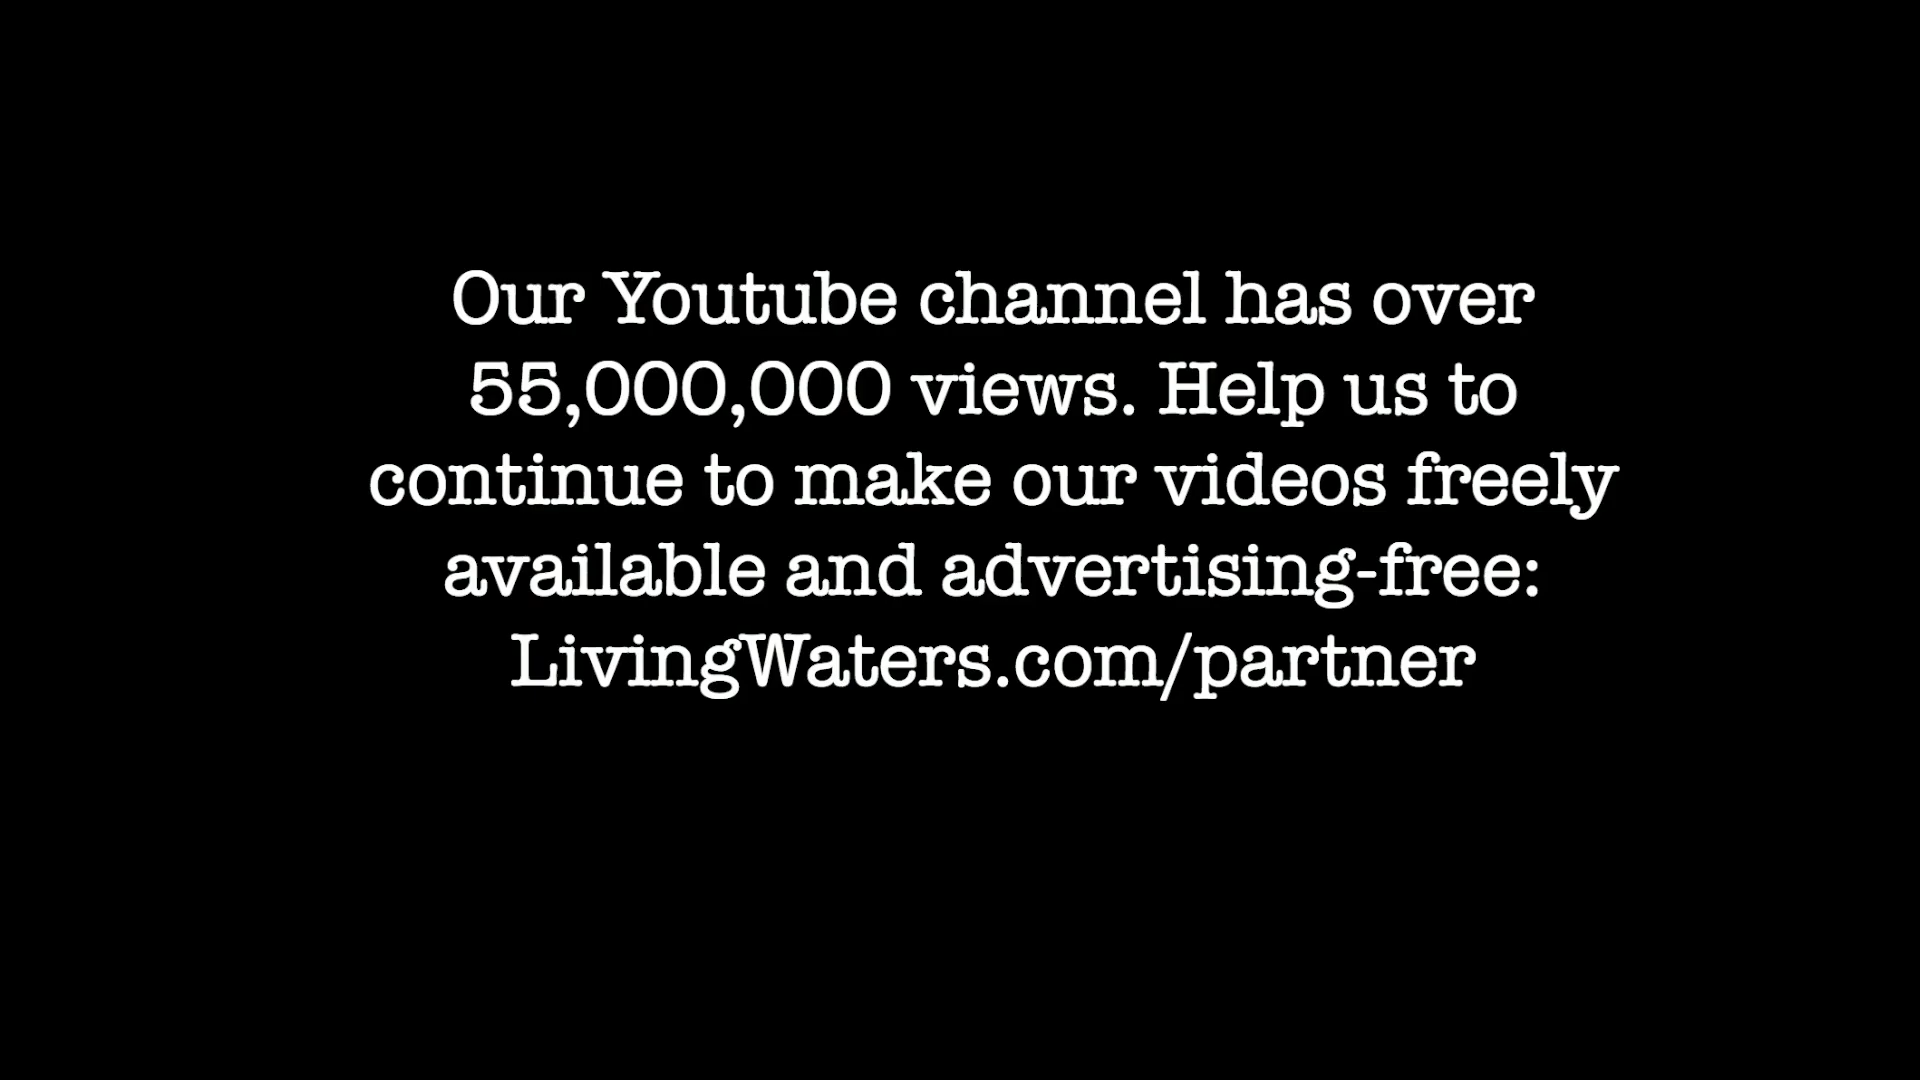 Our Youtube channel has over
55,000,000 views. Help us to
continue to make our videos freely
available and advertising-free:
LivingWaters.com/partner